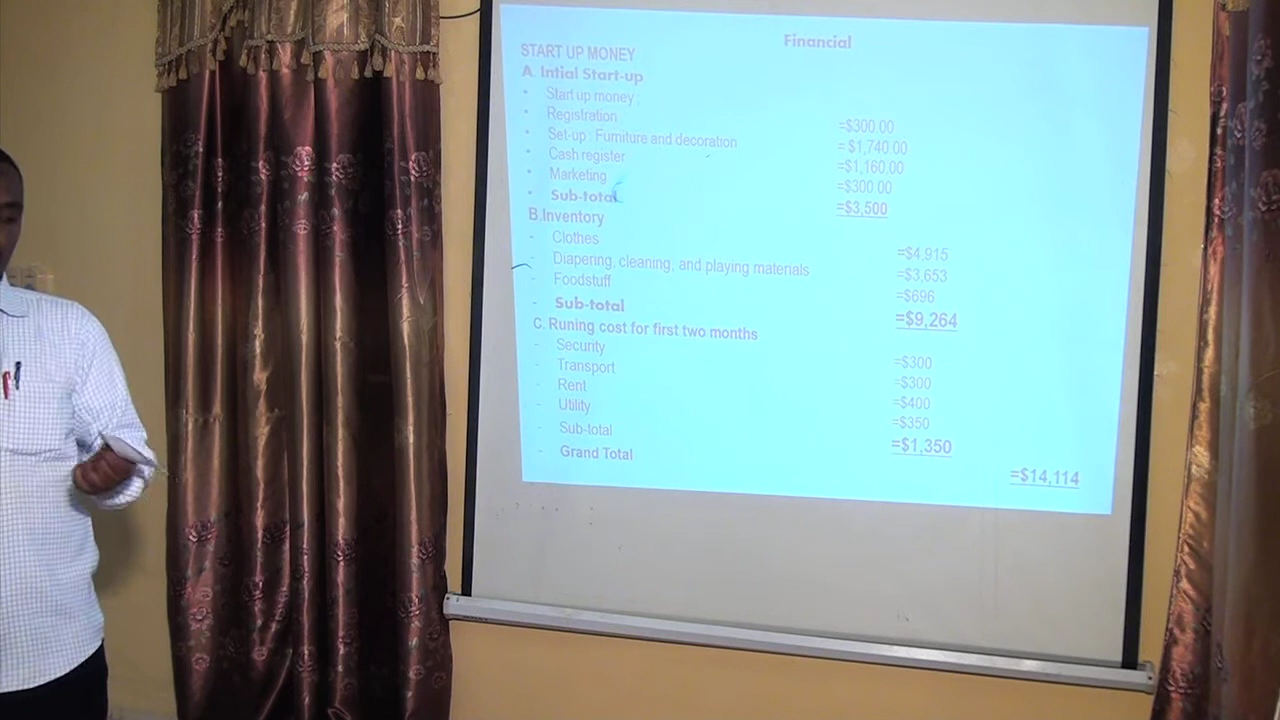 Financial
START UP MONEY
A. Intial Start-up
• Start up money ;
• Registration =$300.00
• Set-up : Furniture and decoration = $1,740.00
• Cash register =$1,160.00
• Marketing =$300.00
• Sub-total =$3,500
B.Inventory
- Clothes =$4,915
- Diapering, cleaning, and playing materials =$3,653
- Foodstuff =$696
- Sub-total =$9,264
C. Runing cost for first two months
- Security =$300
- Transport =$300
- Rent =$400
- Utility =$350
- Sub-total =$1,350
- Grand Total =$14,114